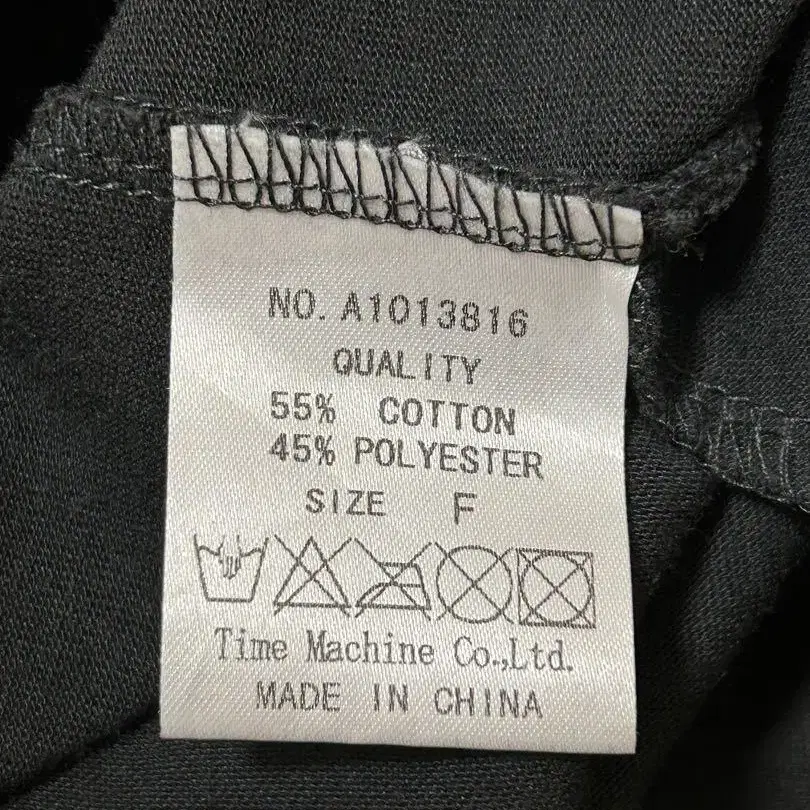 NO. A1013816
QUALITY
55% COTTON
45% POLYESTER
SIZE F
Time Machine Co.,Ltd.
MADE IN CHINA